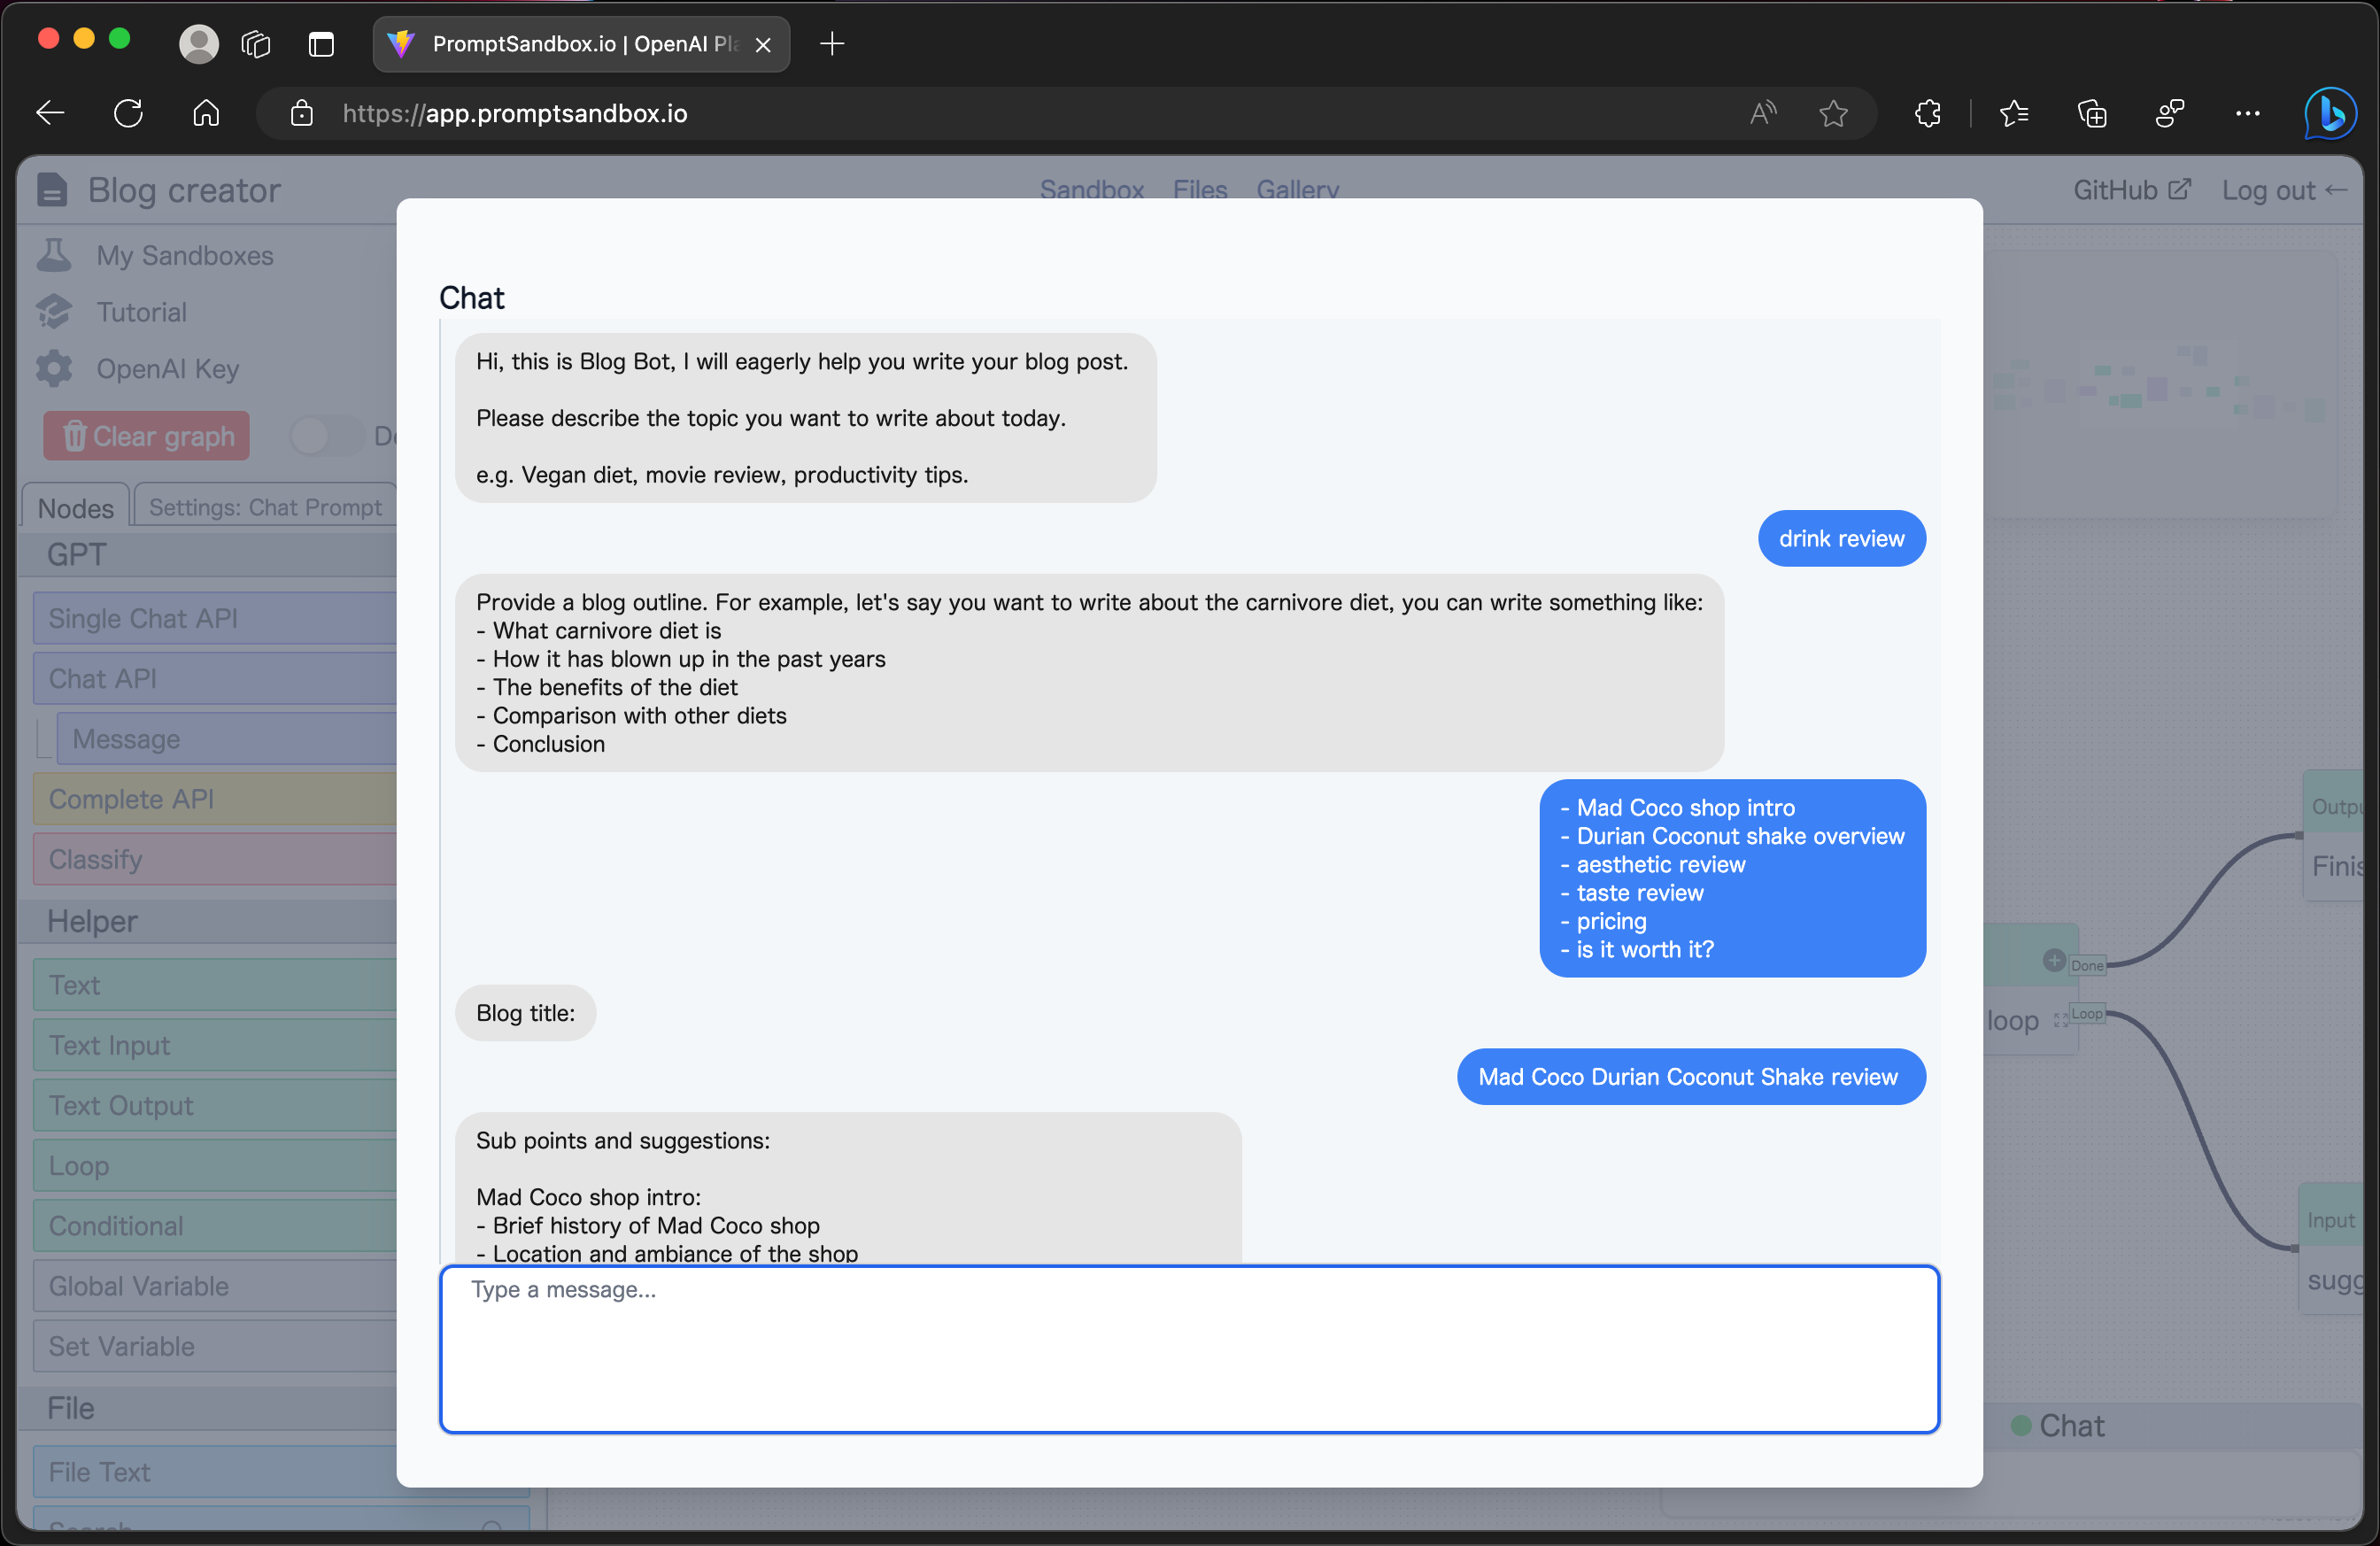 PromptSandbox.io | OpenAI Pla
https://app.promptsandbox.io
Blog creator
Sandbox Files Gallery
GitHub
Log out
My Sandboxes
Tutorial
OpenAI Key
Clear graph
Nodes
Settings: Chat Prompt
GPT
Single Chat API
Chat API
Message
Complete API
Classify
Helper
Text
Text Input
Text Output
Loop
Conditional
Global Variable
Set Variable
File
File Text
Search
Chat
Hi, this is Blog Bot, I will eagerly help you write your blog post.
Please describe the topic you want to write about today.
e.g. Vegan diet, movie review, productivity tips.
drink review
Provide a blog outline. For example, let's say you want to write about the carnivore diet, you can write something like:
- What carnivore diet is
- How it has blown up in the past years
- The benefits of the diet
- Comparison with other diets
- Conclusion
- Mad Coco shop intro
- Durian Coconut shake overview
- aesthetic review
- taste review
- pricing
- is it worth it?
Blog title:
Mad Coco Durian Coconut Shake review
Sub points and suggestions:
Mad Coco shop intro:
- Brief history of Mad Coco shop
- Location and ambiance of the shop
Type a message...
Outpu
Finis
Done
loop
Loop
Input
sugg
Chat